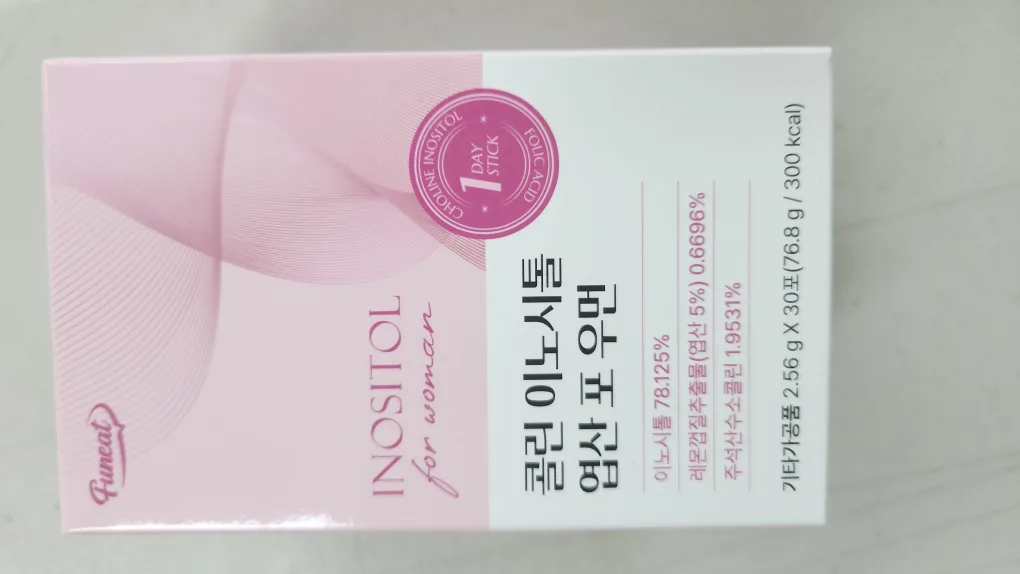 Funeat
INOSITOL
for woman
CHOLINE INOSITOL
1 DAY
STICK
FOLIC ACID
콜린 이노시톨
엽산 포 우먼
이노시톨 78.125%
레몬껍질추출물(엽산 5%) 0.6696%
주석산수소콜린 1.9531%
기타가공품 2.56 g X 30포(76.8 g / 300 kcal)